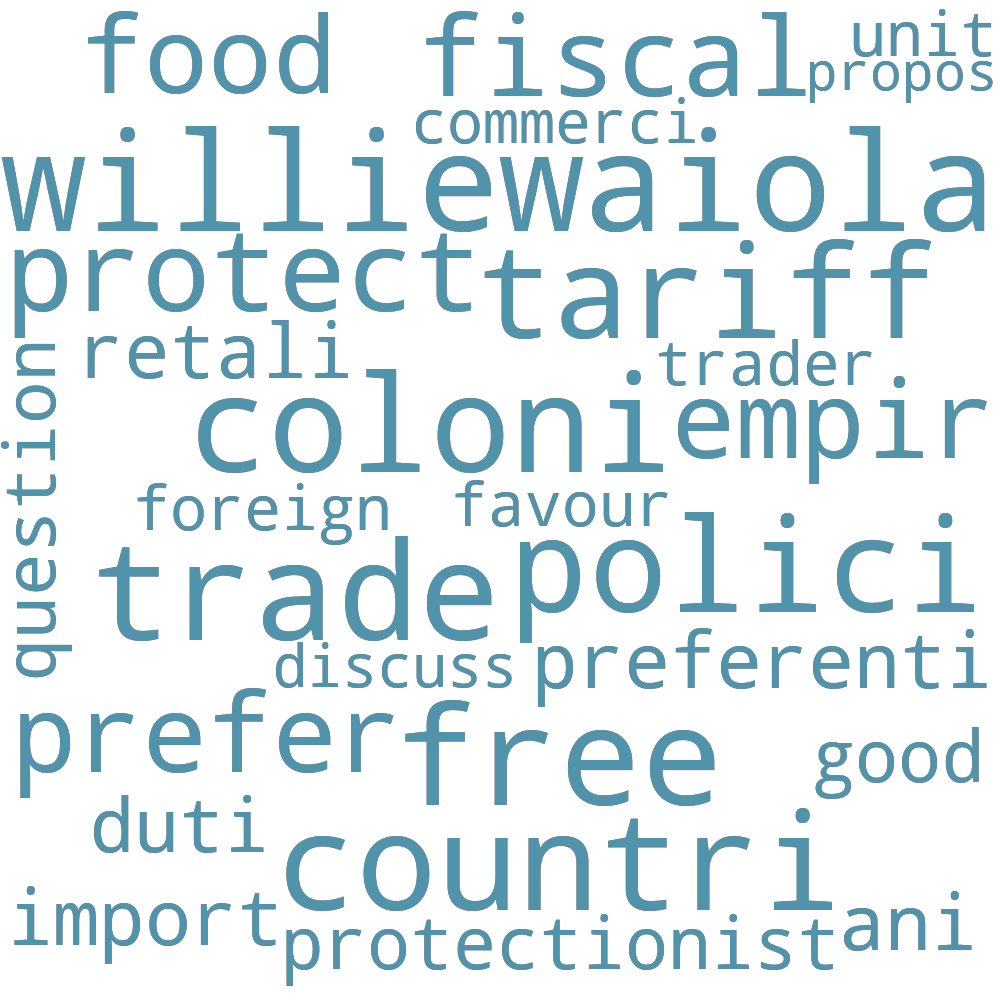 food fiscal unit
propos
commerci
williewaiola
protect tariff
retali trader
coloni empir
question
foreign favour
trade polici
discuss preferenti
prefer free good
duti countri
import protectionist ani